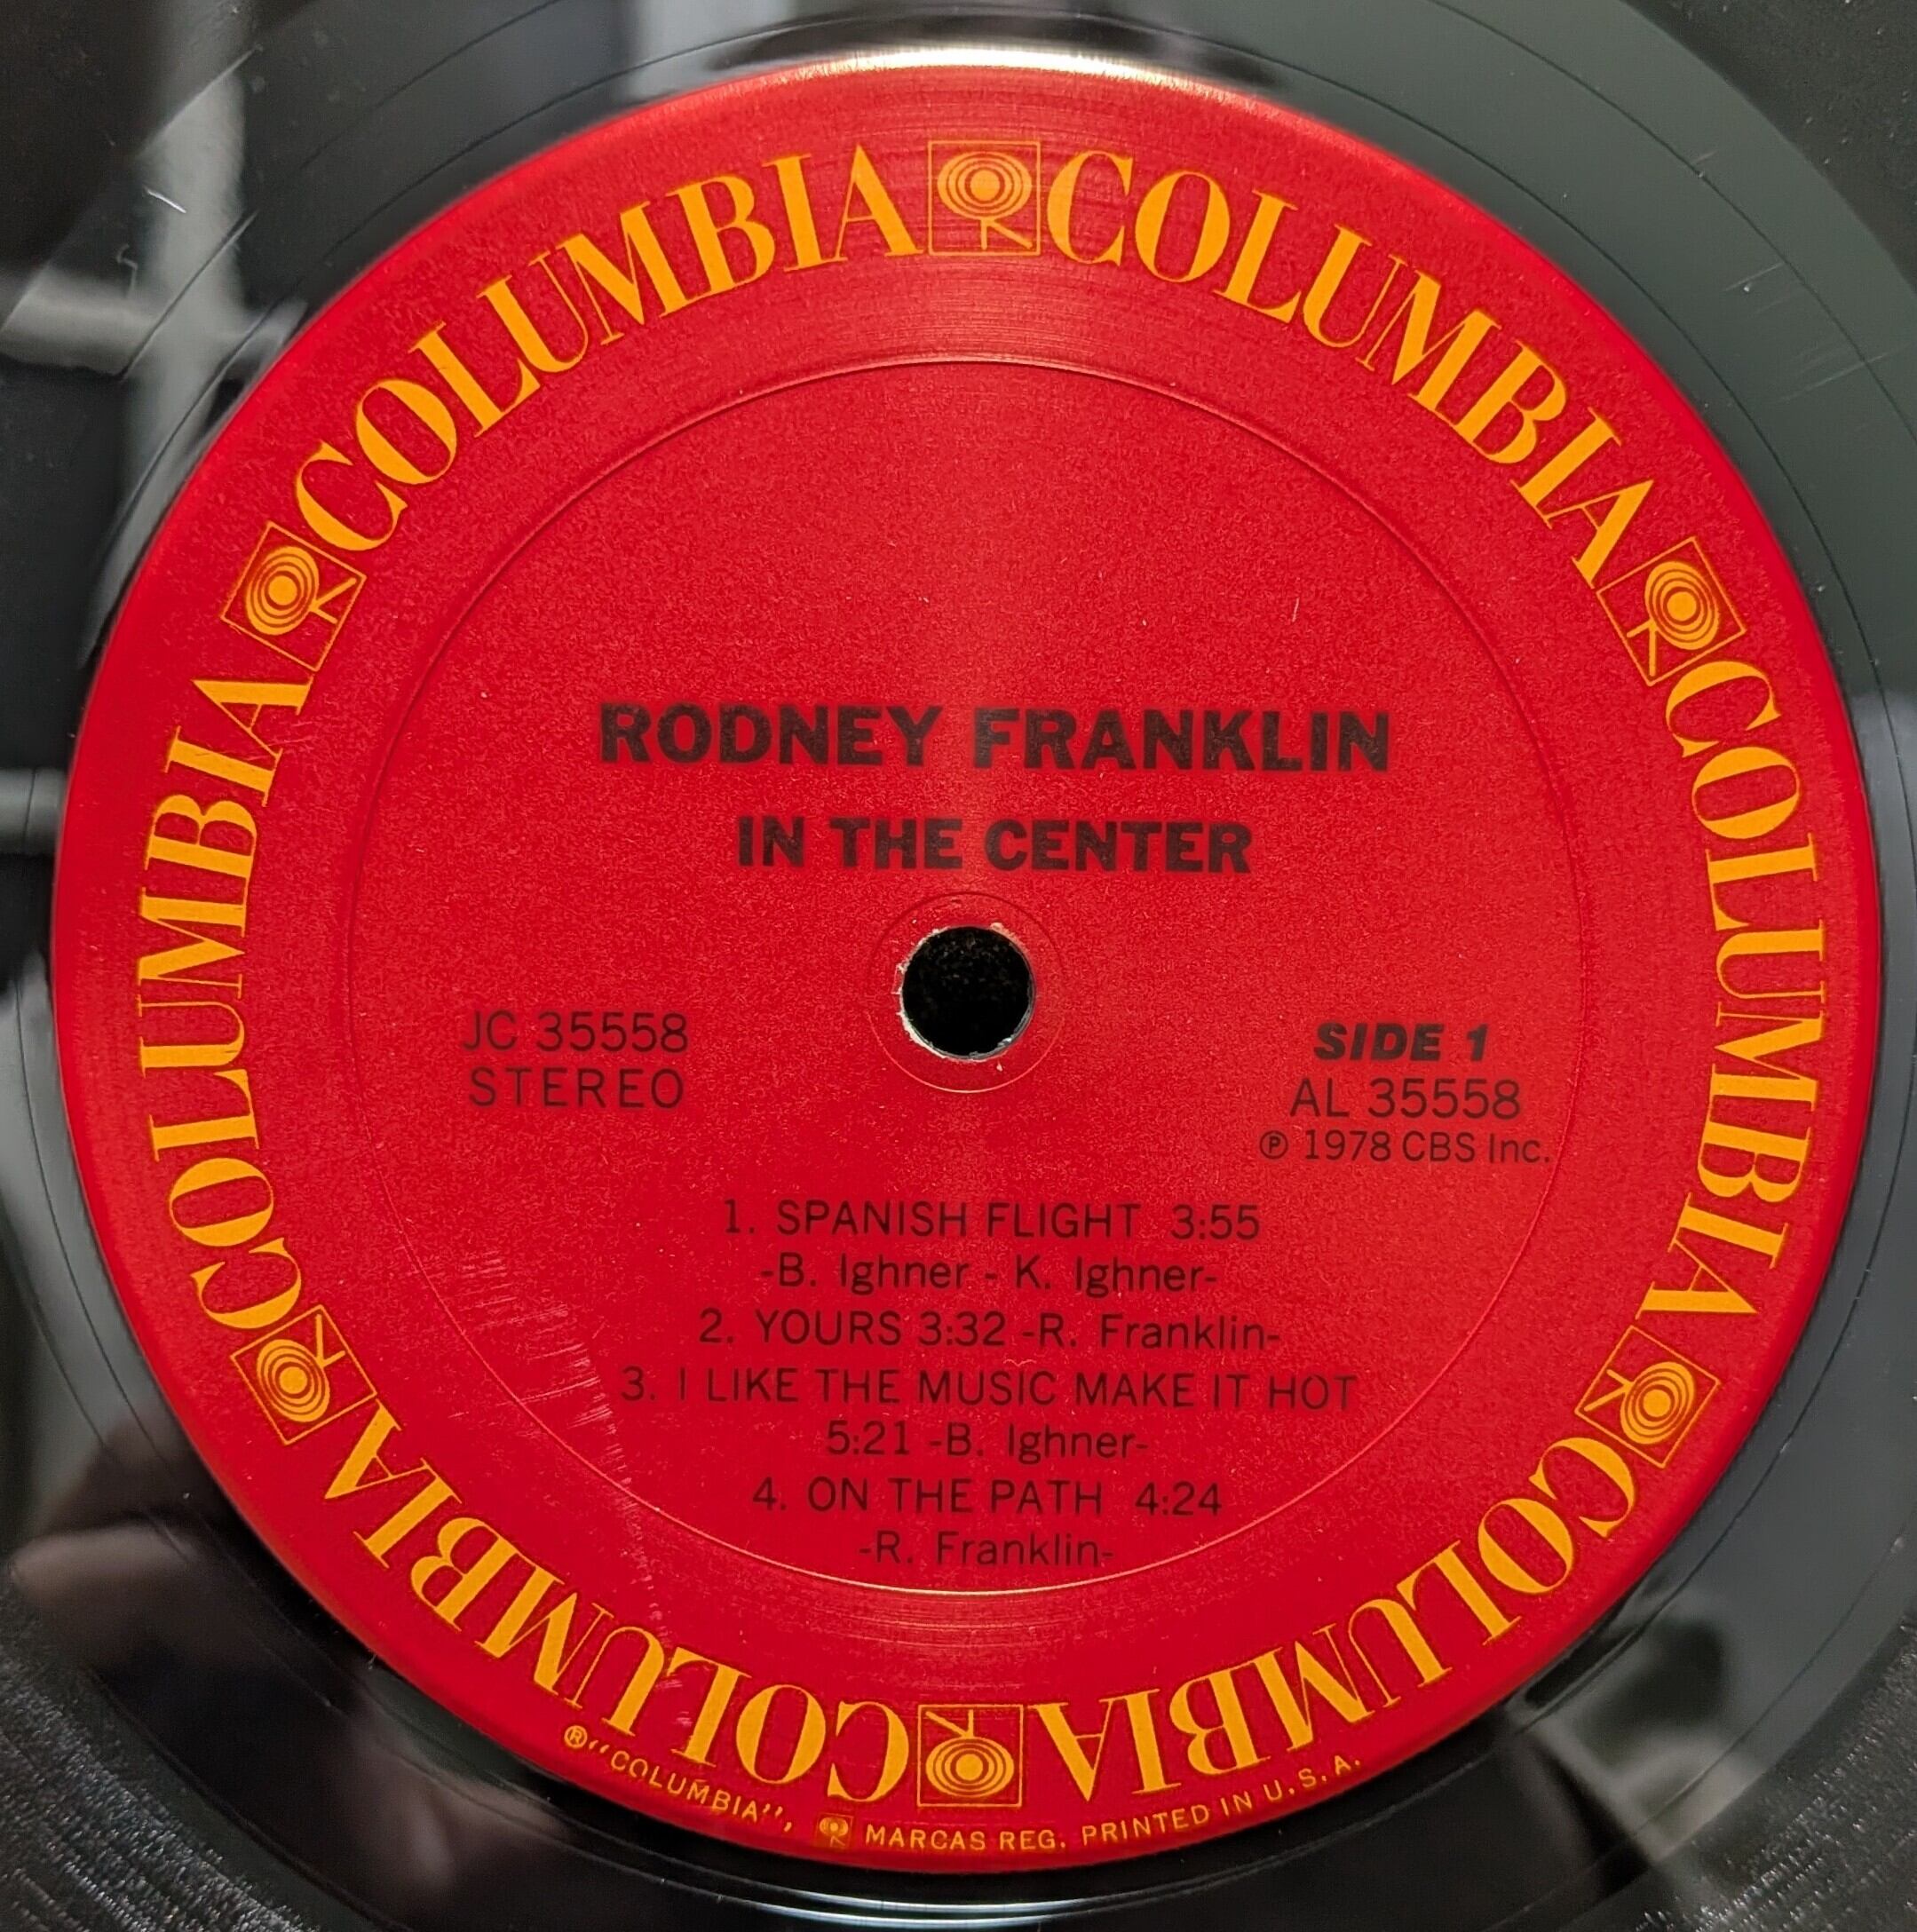 COLUMBIA COLUMBIA COLUMBIA COLUMBIA COLUMBIA COLUMBIA
RODNEY FRANKLIN
IN THE CENTER
JC 35558
STEREO
SIDE 1
AL 35558
℗ 1978 CBS Inc.
1. SPANISH FLIGHT 3:55
-B. Ighner - K. Ighner-
2. YOURS 3:32 -R. Franklin-
3. I LIKE THE MUSIC MAKE IT HOT
5:21 -B. Ighner-
4. ON THE PATH 4:24
-R. Franklin-
® "COLUMBIA", MARCAS REG. PRINTED IN U.S.A.